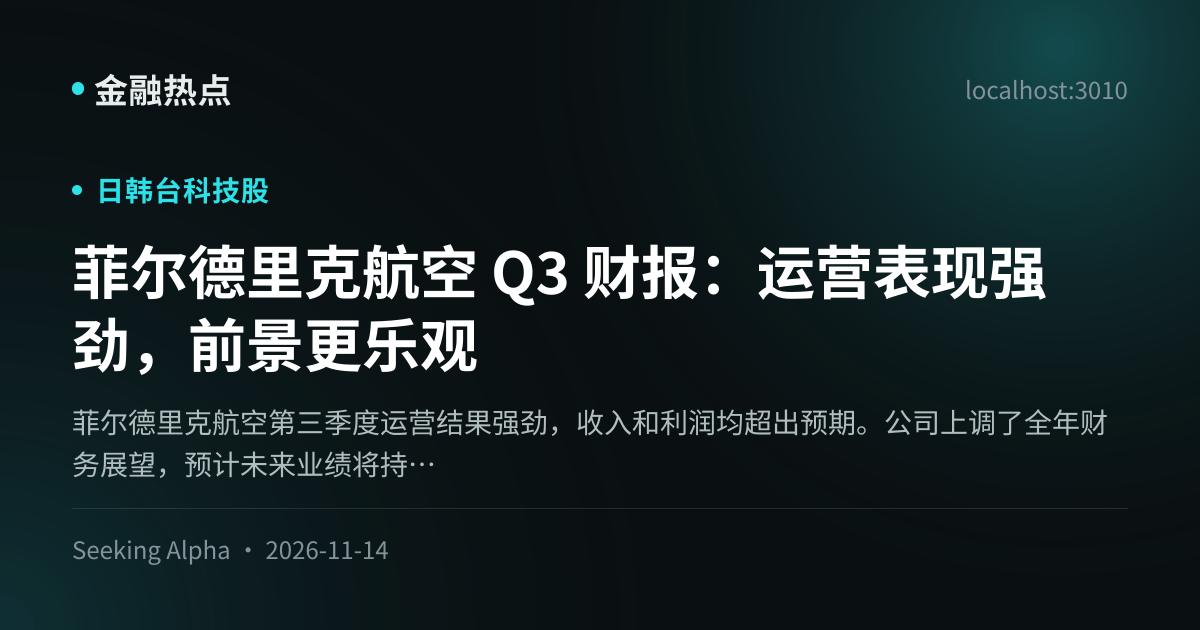 金融热点
localhost:3010
日韩台科技股
菲尔德里克航空 Q3 财报：运营表现强
劲，前景更乐观
菲尔德里克航空第三季度运营结果强劲，收入和利润均超出预期。公司上调了全年财
务展望，预计未来业绩将持…
Seeking Alpha · 2026-11-14